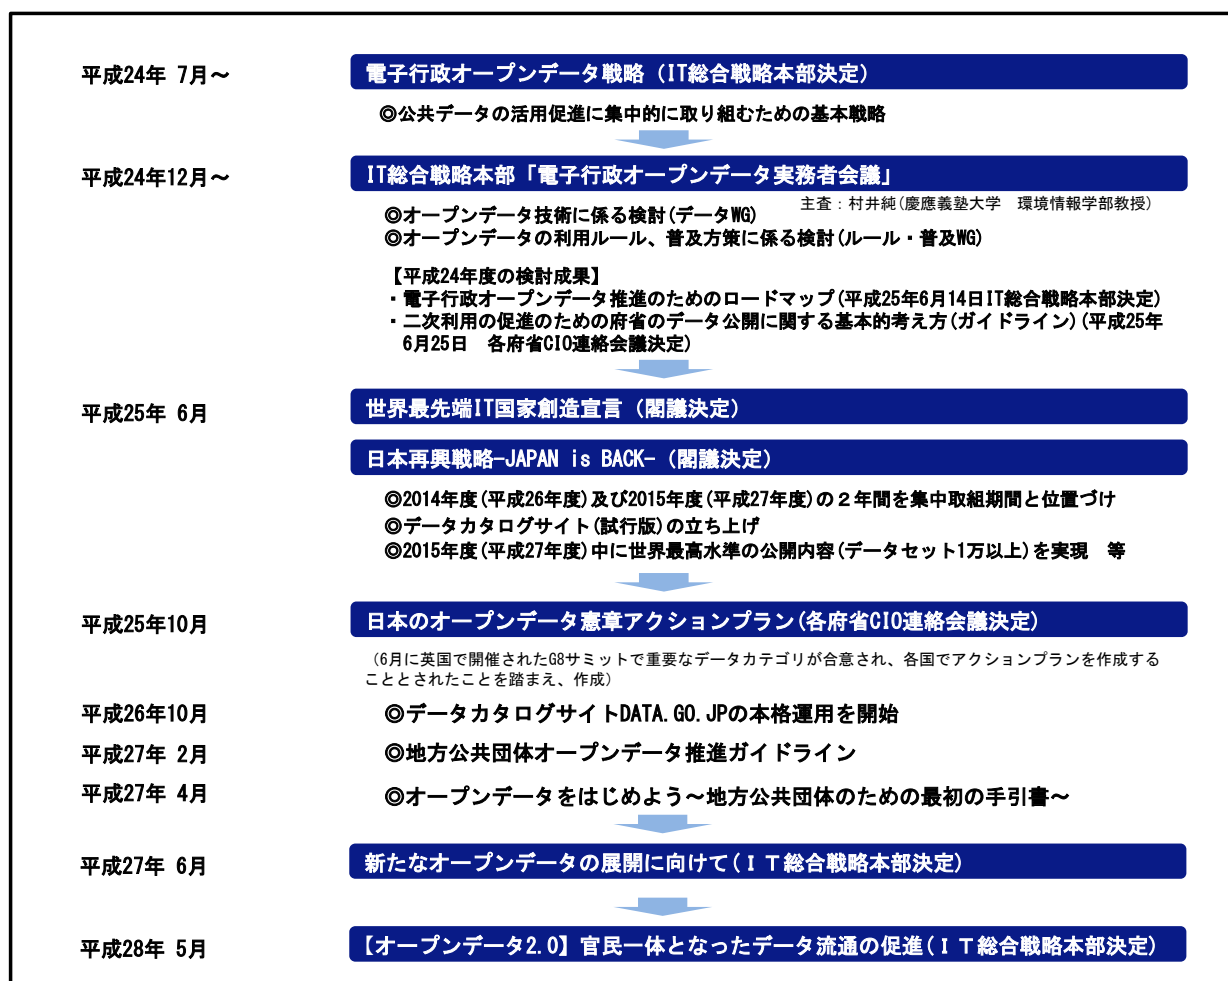 平成24年 7月～
電子行政オープンデータ戦略（IT総合戦略本部決定）
◎公共データの活用促進に集中的に取り組むための基本戦略
平成24年12月～
IT総合戦略本部「電子行政オープンデータ実務者会議」
主査：村井純(慶應義塾大学　環境情報学部教授)
◎オープンデータ技術に係る検討(データWG)
◎オープンデータの利用ルール、普及方策に係る検討(ルール・普及WG)
【平成24年度の検討成果】
・電子行政オープンデータ推進のためのロードマップ(平成25年6月14日IT総合戦略本部決定)
・二次利用の促進のための府省のデータ公開に関する基本的考え方(ガイドライン)(平成25年
6月25日　各府省CIO連絡会議決定)
平成25年 6月
世界最先端IT国家創造宣言（閣議決定）
日本再興戦略-JAPAN is BACK-（閣議決定）
◎2014年度(平成26年度)及び2015年度(平成27年度)の２年間を集中取組期間と位置づけ
◎データカタログサイト(試行版)の立ち上げ
◎2015年度(平成27年度)中に世界最高水準の公開内容(データセット1万以上)を実現　等
平成25年10月
日本のオープンデータ憲章アクションプラン(各府省CIO連絡会議決定)
（6月に英国で開催されたG8サミットで重要なデータカテゴリが合意され、各国でアクションプランを作成する
こととされたことを踏まえ、作成）
平成26年10月
◎データカタログサイトDATA.GO.JPの本格運用を開始
平成27年 2月
◎地方公共団体オープンデータ推進ガイドライン
平成27年 4月
◎オープンデータをはじめよう～地方公共団体のための最初の手引書～
平成27年 6月
新たなオープンデータの展開に向けて(ＩＴ総合戦略本部決定)
平成28年 5月
【オープンデータ2.0】官民一体となったデータ流通の促進(ＩＴ総合戦略本部決定)